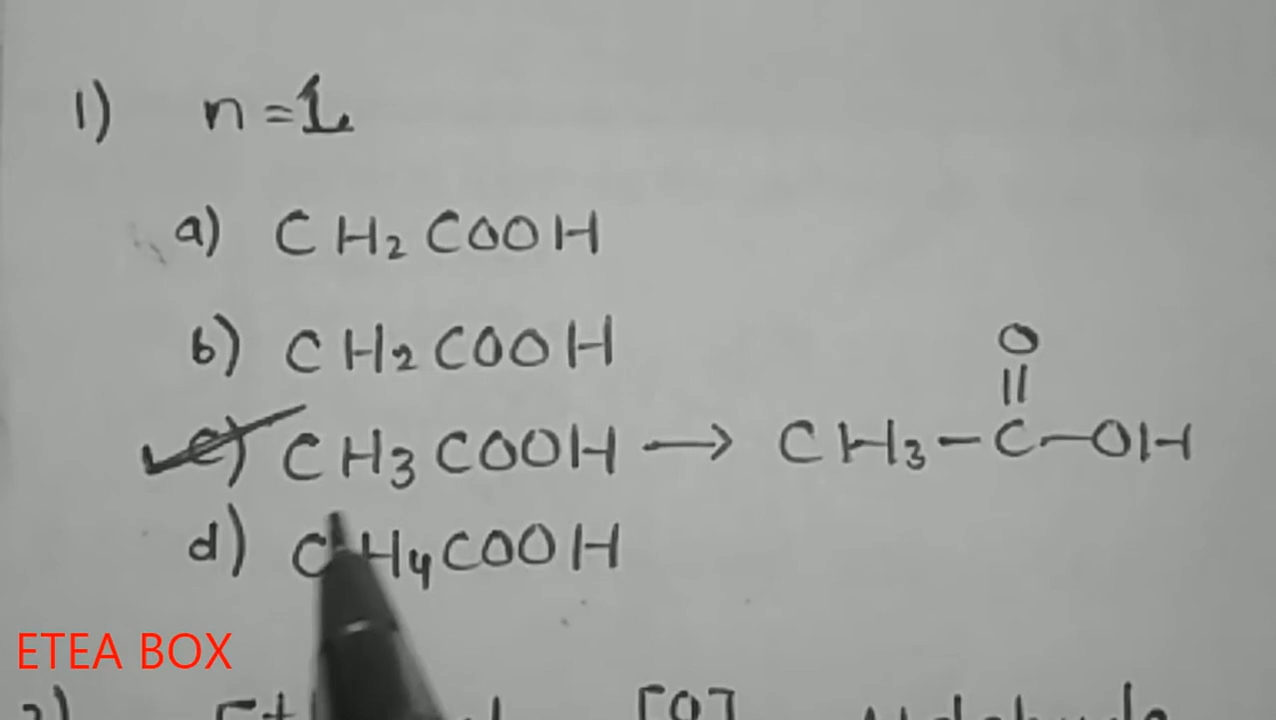 1) n = 1
a) CH2COOH
b) CH2COOH
O
||
c) CH3COOH → CH3-C-OH
d) CH4COOH
ETEA BOX
[O]